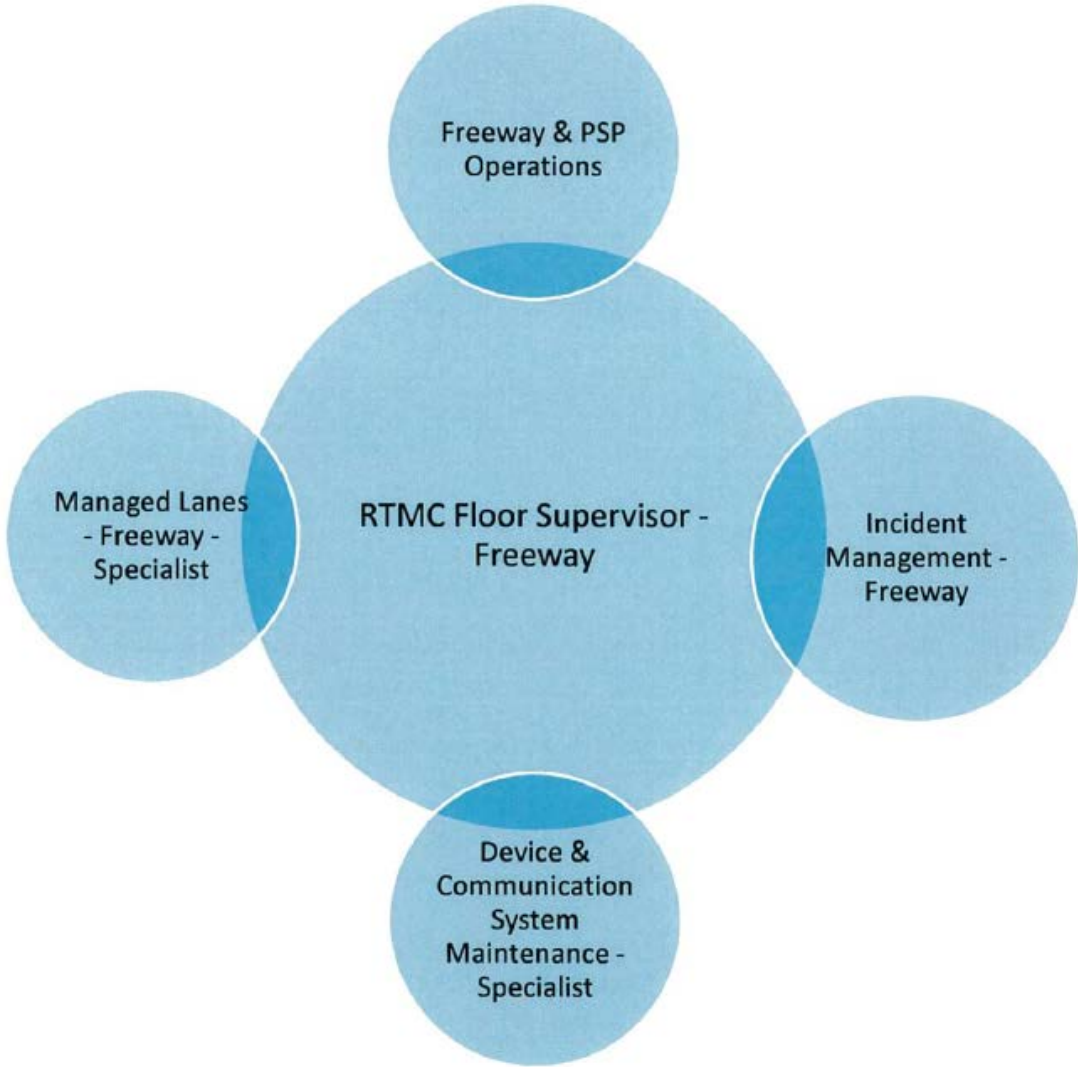 Freeway & PSP
Operations
Managed Lanes
- Freeway -
Specialist
RTMC Floor Supervisor -
Freeway
Incident
Management -
Freeway
Device &
Communication
System
Maintenance -
Specialist